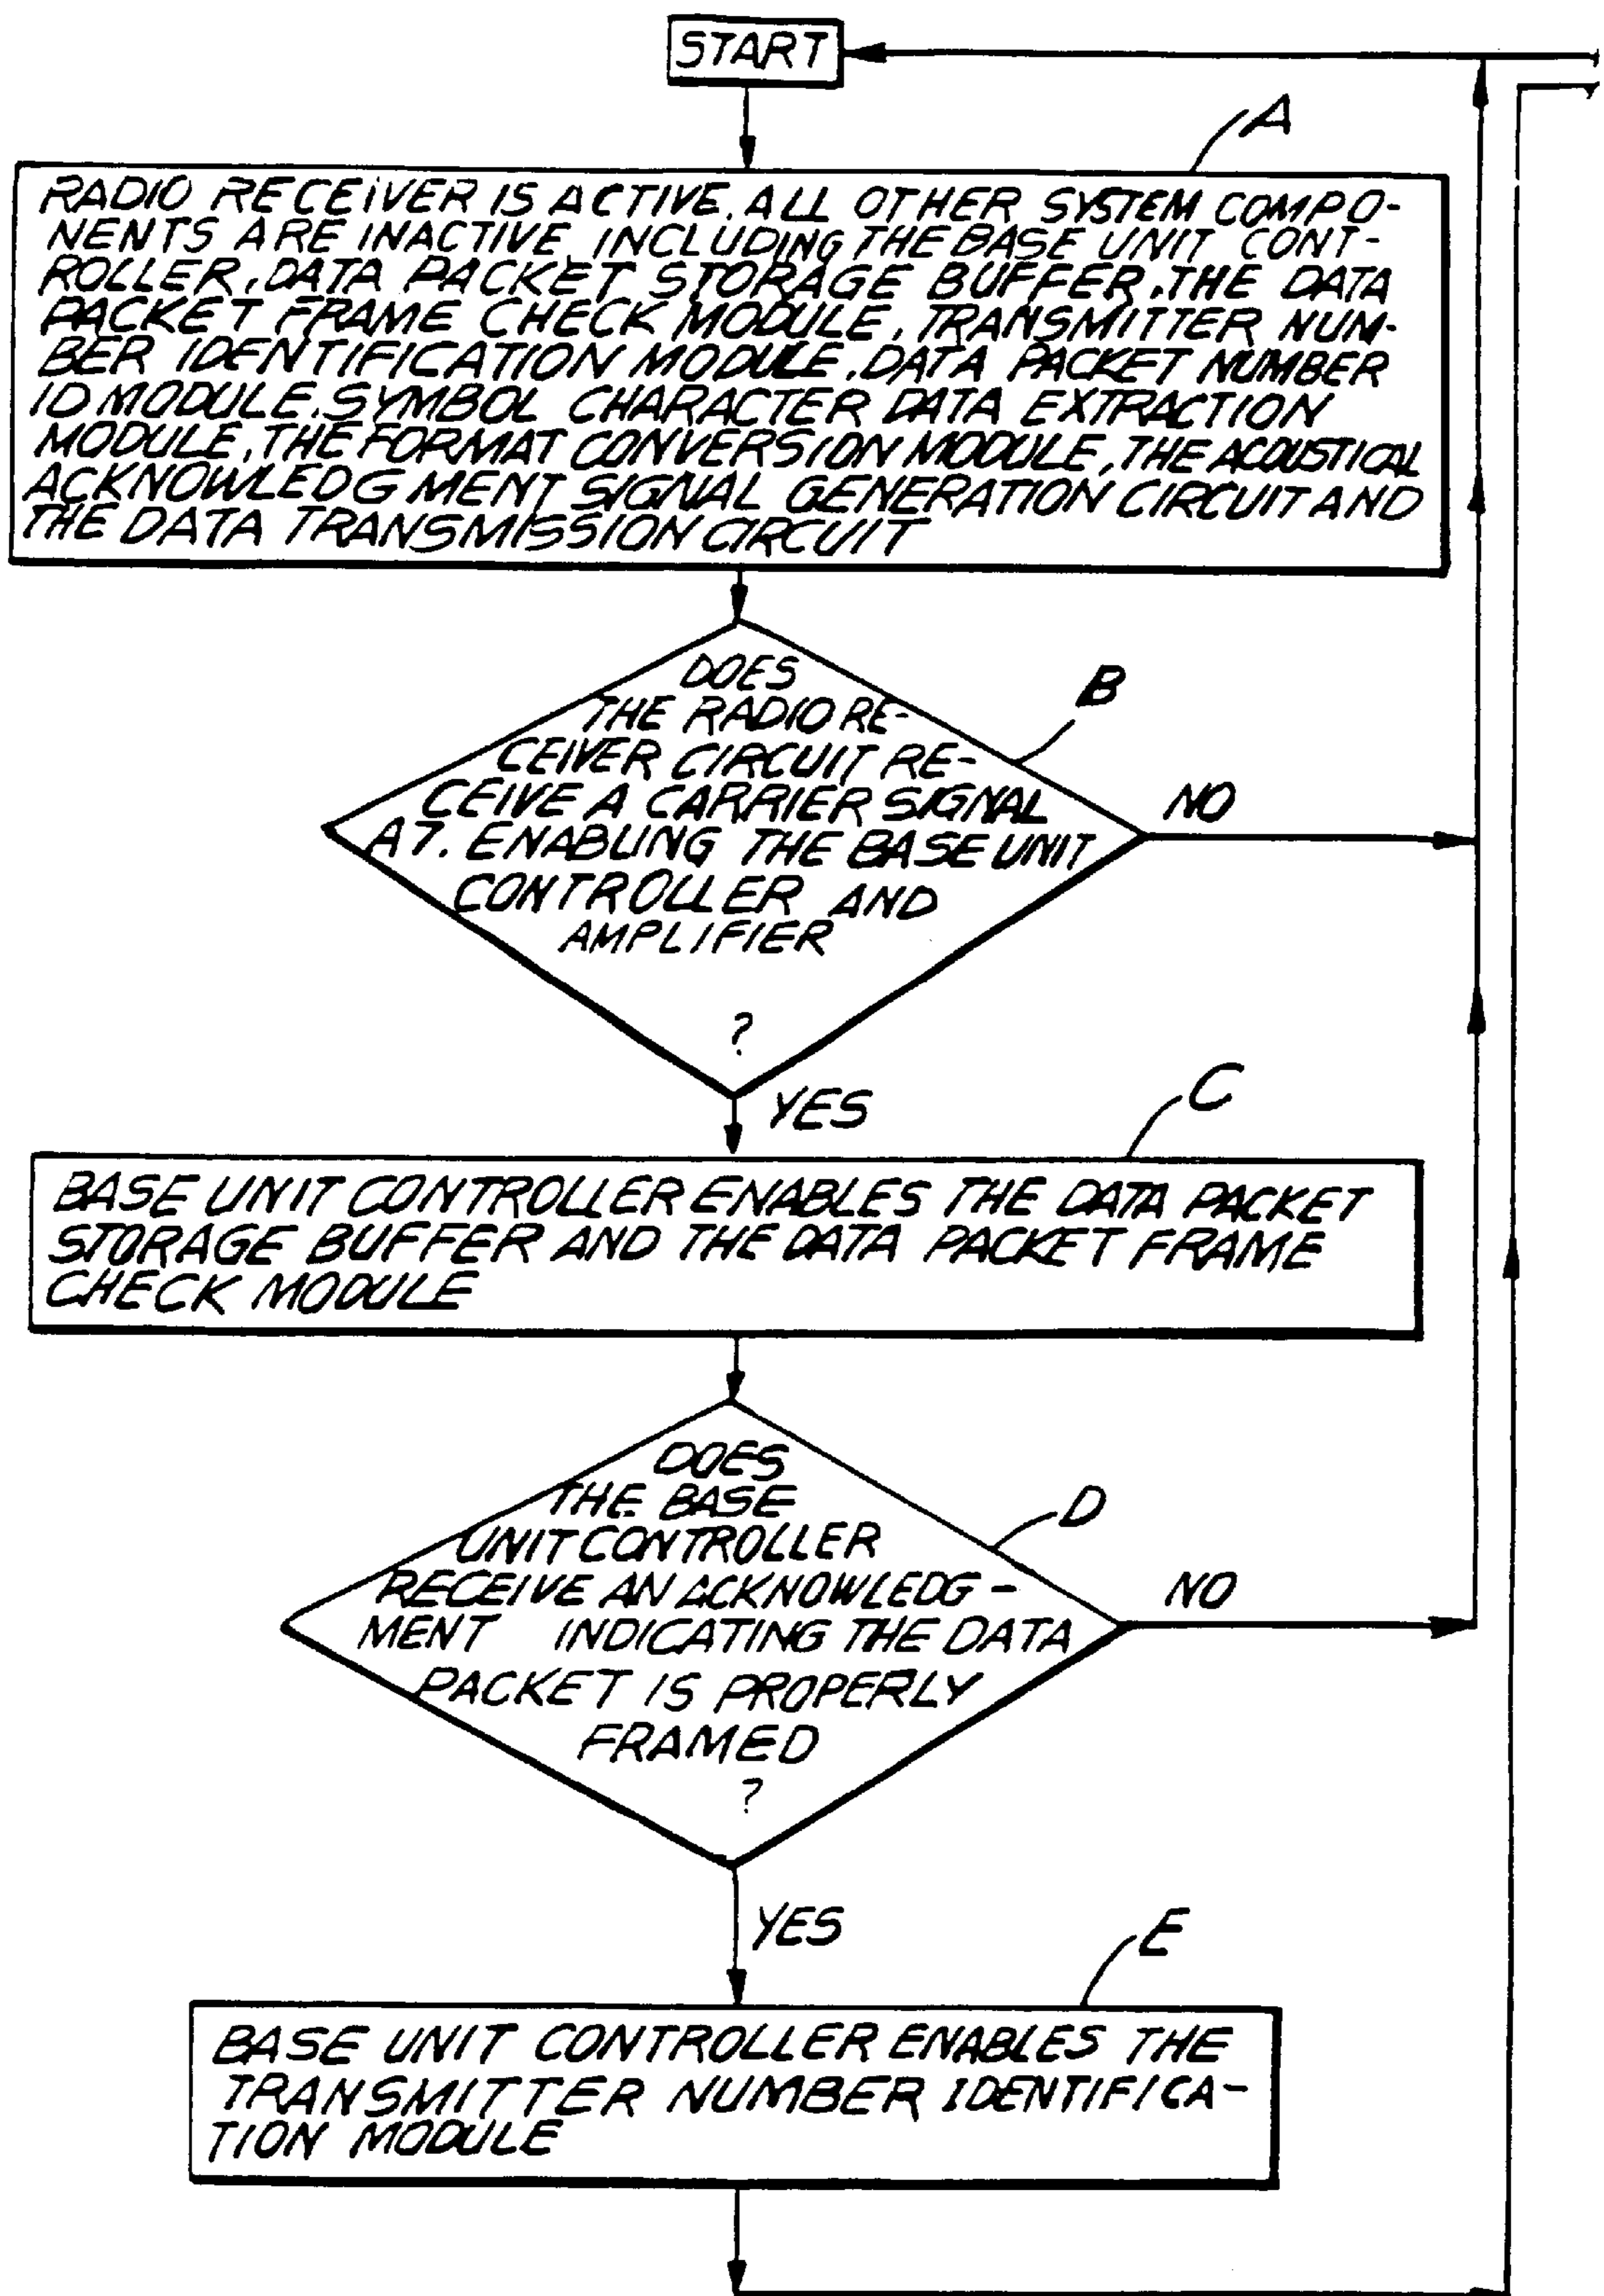 START
A
RADIO RECEIVER IS ACTIVE. ALL OTHER SYSTEM COMPO-
NENTS ARE INACTIVE, INCLUDING THE BASE UNIT CONT-
ROLLER, DATA PACKET STORAGE BUFFER, THE DATA
PACKET FRAME CHECK MODULE, TRANSMITTER NUM-
BER IDENTIFICATION MODULE, DATA PACKET NUMBER
ID MODULE, SYMBOL CHARACTER DATA EXTRACTION
MODULE, THE FORMAT CONVERSION MODULE, THE ACOUSTICAL
ACKNOWLEDGMENT SIGNAL GENERATION CIRCUIT AND
THE DATA TRANSMISSION CIRCUIT
B
DOES
THE RADIO RE-
CEIVER CIRCUIT RE-
CEIVE A CARRIER SIGNAL
AT. ENABLING THE BASE UNIT
CONTROLLER AND
AMPLIFIER
?
NO
YES
C
BASE UNIT CONTROLLER ENABLES THE DATA PACKET
STORAGE BUFFER AND THE DATA PACKET FRAME
CHECK MODULE
D
DOES
THE BASE
UNIT CONTROLLER
RECEIVE AN ACKNOWLEDG-
MENT INDICATING THE DATA
PACKET IS PROPERLY
FRAMED
?
NO
YES
E
BASE UNIT CONTROLLER ENABLES THE
TRANSMITTER NUMBER IDENTIFICA-
TION MODULE